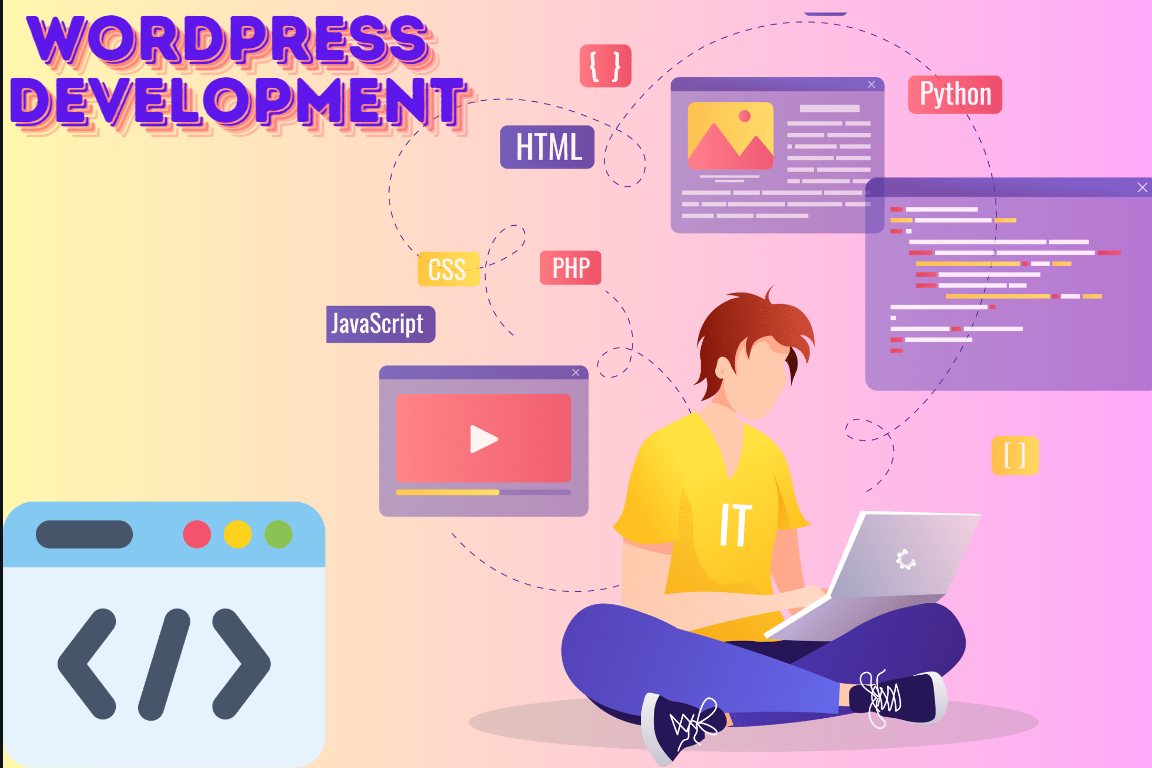 WORDPRESS
DEVELOPMENT
{ }
Python
HTML
CSS
PHP
JavaScript
[ ]
IT
</>